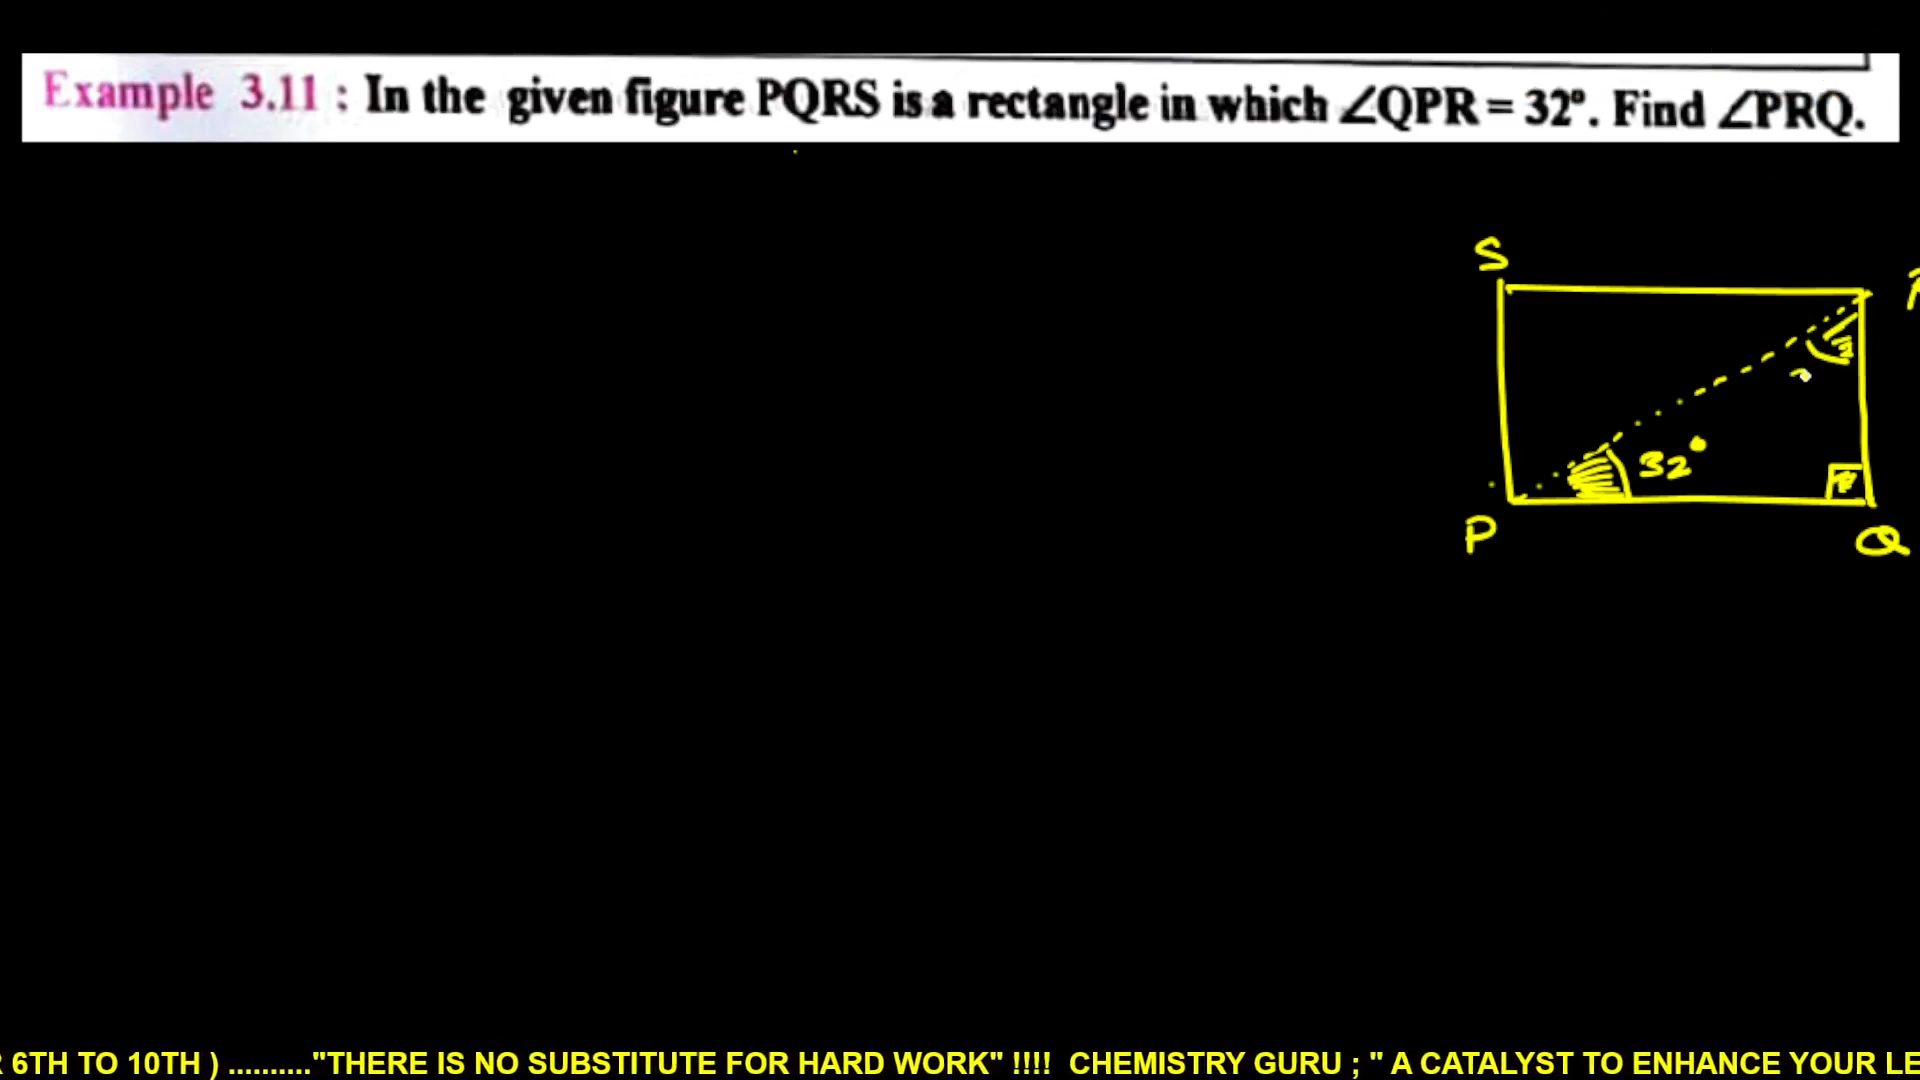 Example 3.11 : In the given figure PQRS is a rectangle in which ∠QPR = 32º. Find ∠PRQ.
S
32°
P
Q
6TH TO 10TH ) .........."THERE IS NO SUBSTITUTE FOR HARD WORK" !!!! CHEMISTRY GURU ; " A CATALYST TO ENHANCE YOUR LE